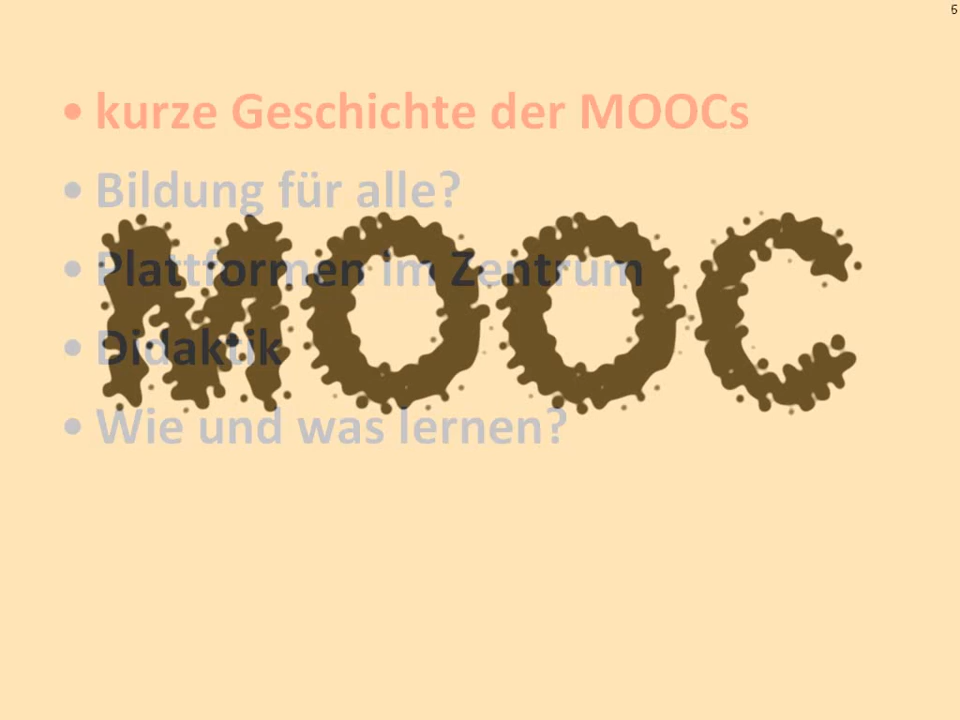 5
• kurze Geschichte der MOOCs
• Bildung für alle?
• Plattformen im Zentrum
• Didaktik
• Wie und was lernen?
MOOC